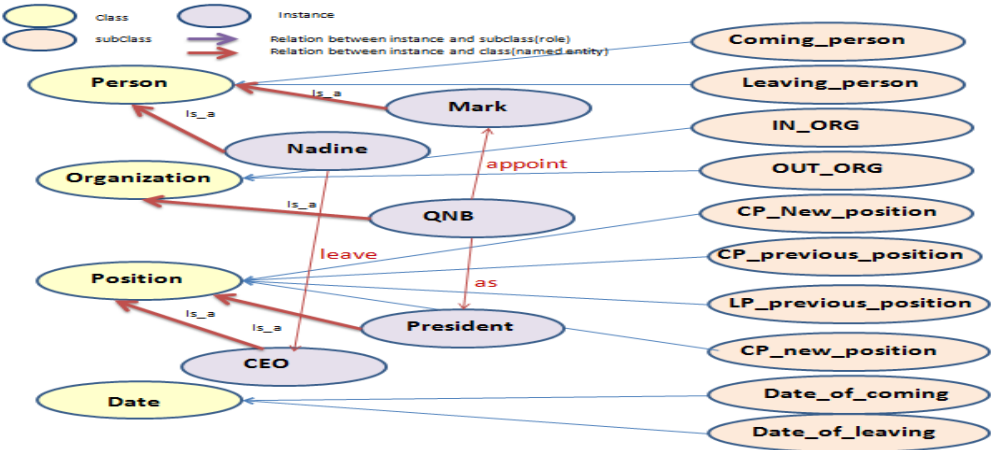 Class
Instance
subClass
Relation between instance and subclass(role)
Relation between instance and class(named entity)
Coming_person
Person
Leaving_person
Is_a
Mark
Is_a
IN_ORG
Nadine
appoint
OUT_ORG
Organization
Is_a
QNB
CP_New_position
leave
CP_previous_position
Position
as
LP_previous_position
Is_a
Is_a
President
CP_new_position
CEO
Date_of_coming
Date
Date_of_leaving